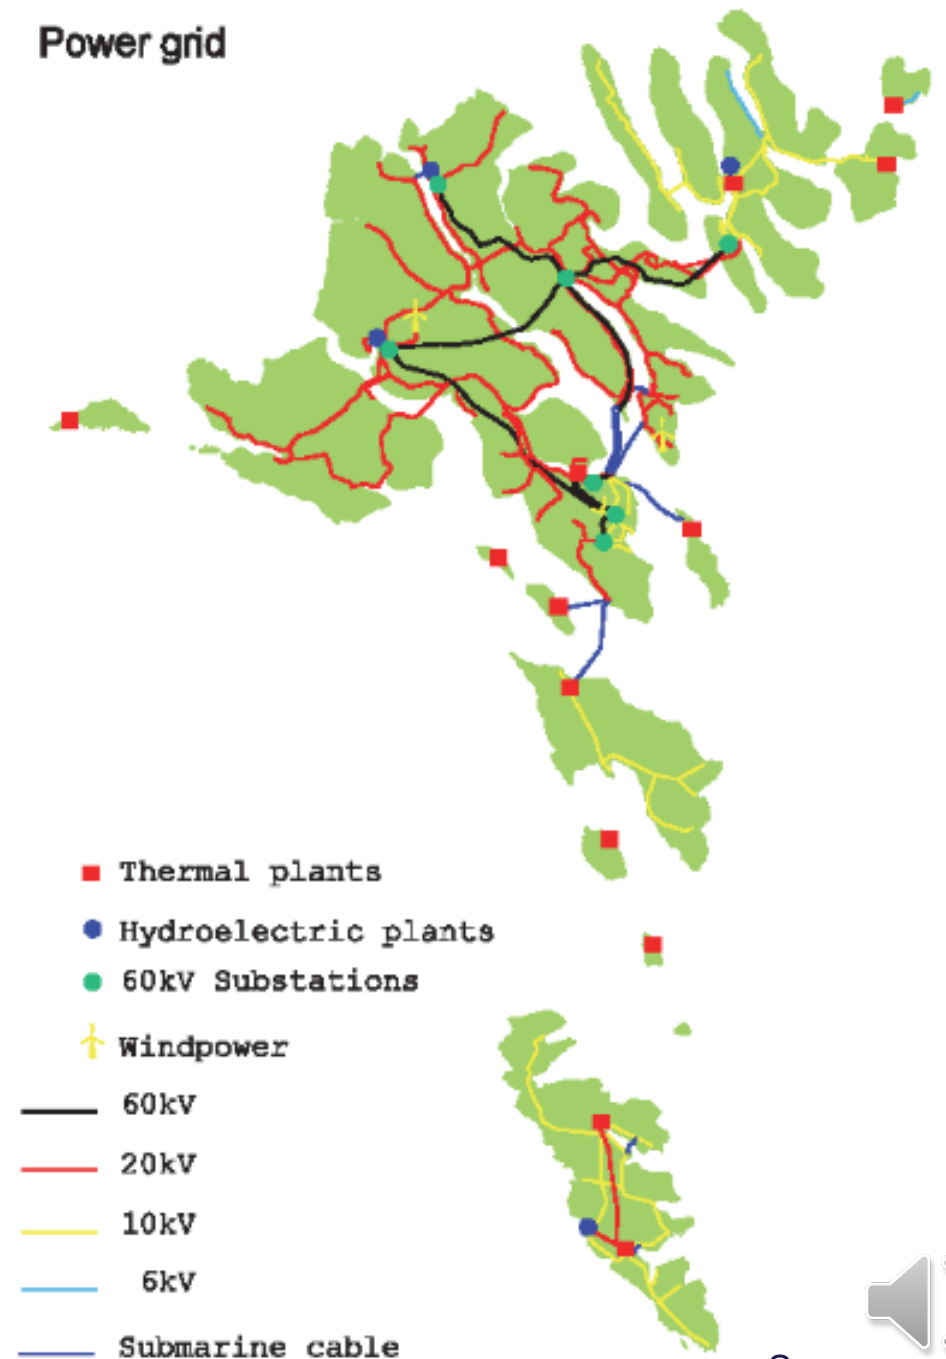 Power grid
Thermal plants
Hydroelectric plants
60kV Substations
Windpower
60kV
20kV
10kV
6kV
Submarine cable